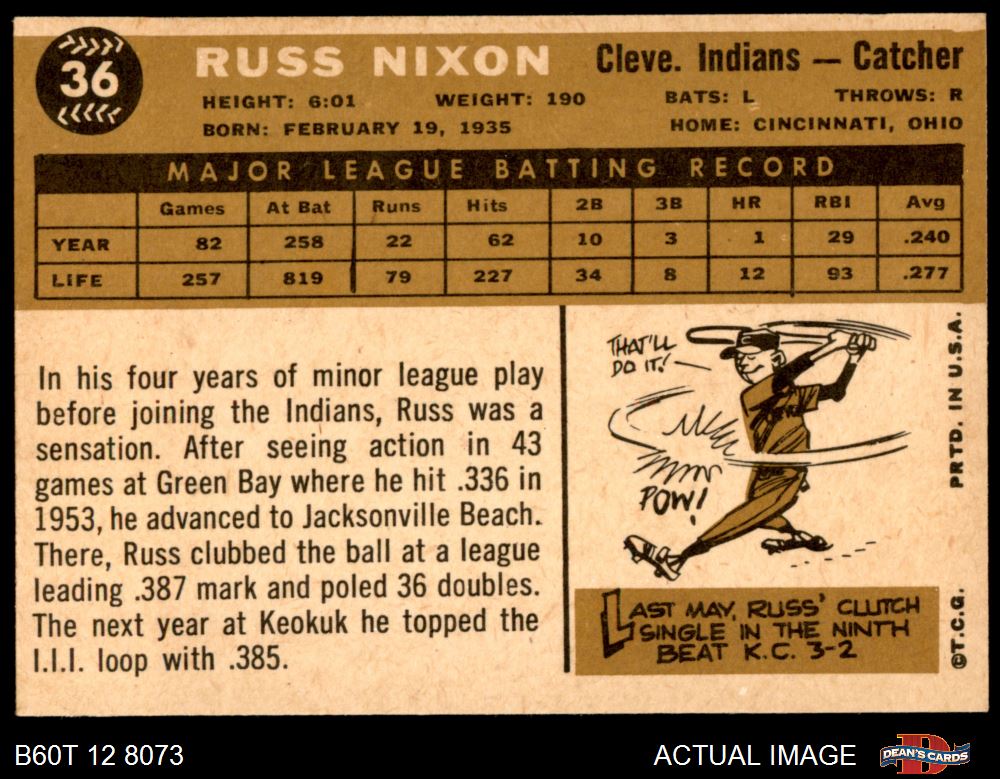 36
RUSS NIXON
Cleve. Indians — Catcher
HEIGHT: 6:01 WEIGHT: 190 BATS: L THROWS: R
BORN: FEBRUARY 19, 1935 HOME: CINCINNATI, OHIO
MAJOR LEAGUE BATTING RECORD
Games At Bat Runs Hits 2B 3B HR RBI Avg
YEAR 82 258 22 62 10 3 1 29 .240
LIFE 257 819 79 227 34 8 12 93 .277
In his four years of minor league play
before joining the Indians, Russ was a
sensation. After seeing action in 43
games at Green Bay where he hit .336 in
1953, he advanced to Jacksonville Beach.
There, Russ clubbed the ball at a league
leading .387 mark and poled 36 doubles.
The next year at Keokuk he topped the
I.I.I. loop with .385.
THAT'LL
DO IT!
POW!
LAST MAY, RUSS' CLUTCH
SINGLE IN THE NINTH
BEAT K.C. 3-2
PRTD. IN U.S.A.
©T.C.G.
B60T 12 8073
ACTUAL IMAGE
DEAN'S CARDS